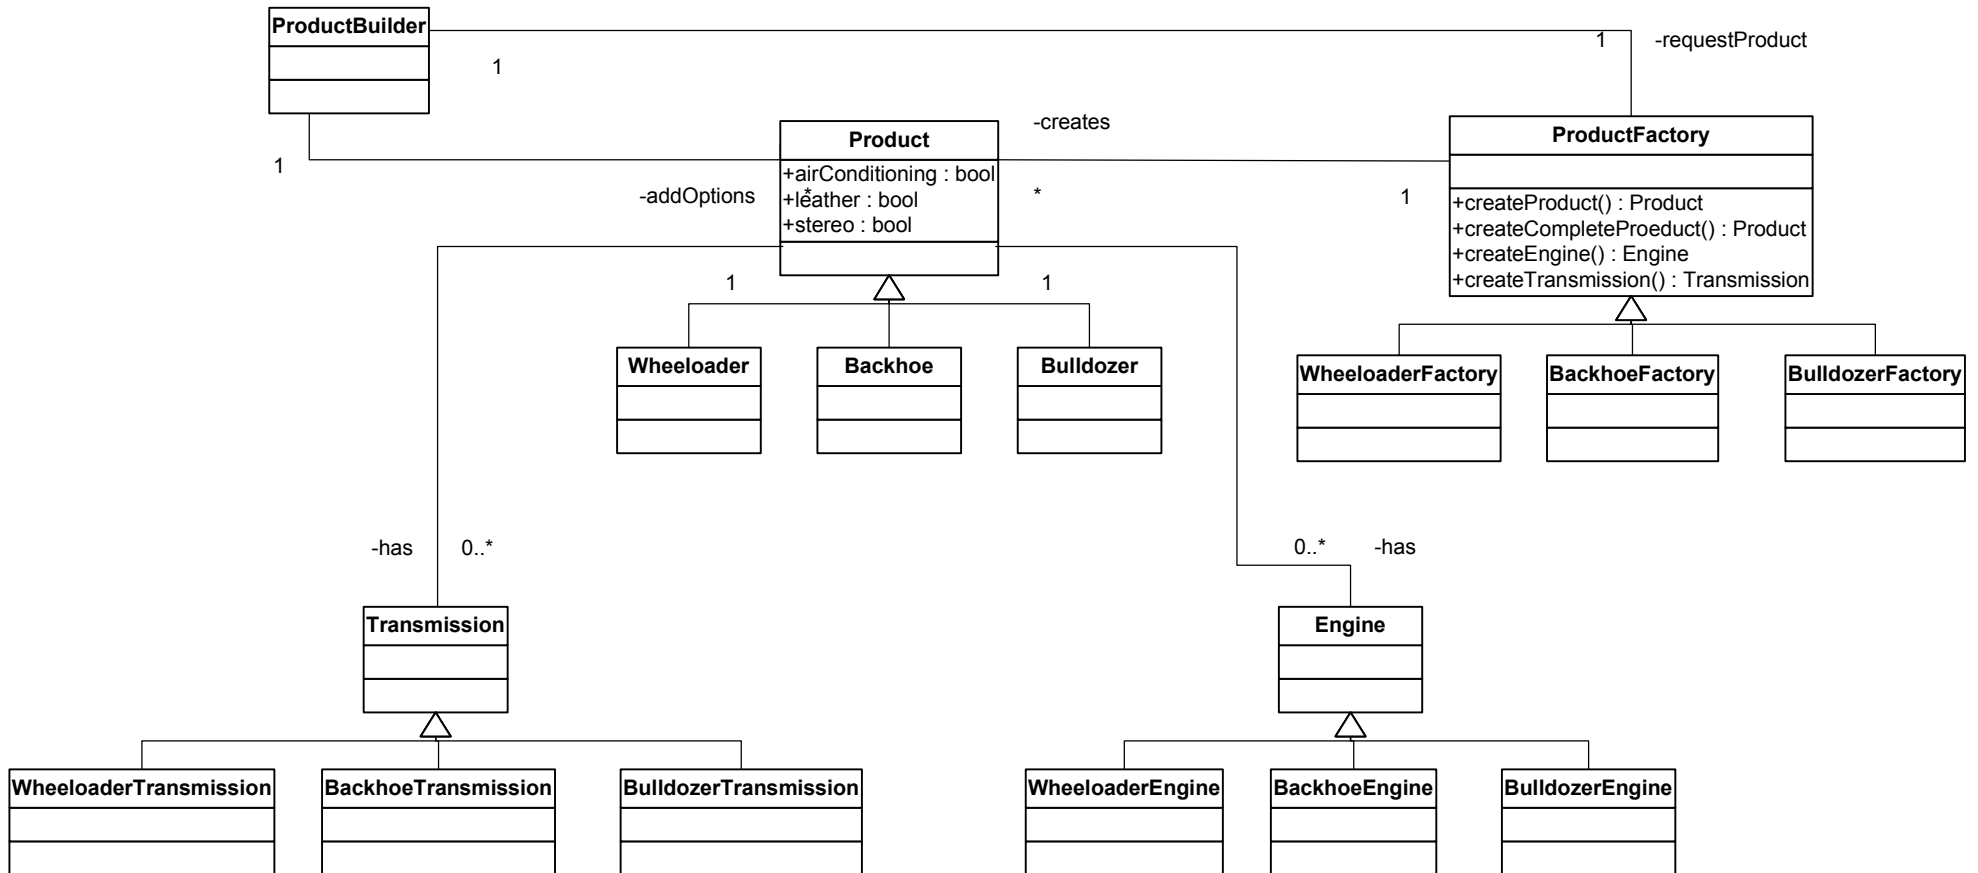 ProductBuilder
1
-requestProduct
1
1
Product
+airConditioning : bool
+leather : bool
+stereo : bool
-creates
*
1
-addOptions
*
ProductFactory
+createProduct() : Product
+createCompleteProeduct() : Product
+createEngine() : Engine
+createTransmission() : Transmission
1
1
Wheeloader
Backhoe
Bulldozer
WheeloaderFactory
BackhoeFactory
BulldozerFactory
-has
0..*
0..*
-has
Transmission
Engine
WheeloaderTransmission
BackhoeTransmission
BulldozerTransmission
WheeloaderEngine
BackhoeEngine
BulldozerEngine